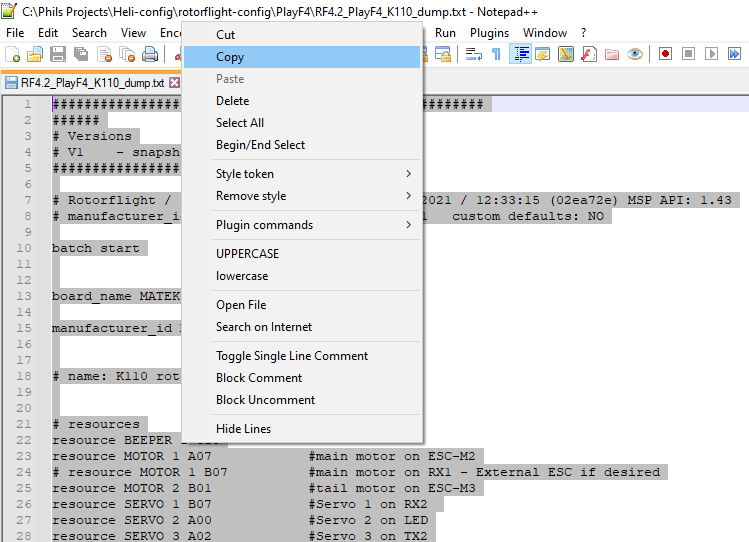 C:\Phils Projects\Heli-config\rotorflight-config\PlayF4\RF4.2_PlayF4_K110_dump.txt - Notepad++
File Edit Search View Run Plugins Window ?
RF4.2_PlayF4_K110_dump.txt
Cut
Copy
Paste
Delete
Select All
Begin/End Select
Style token
Remove style
Plugin commands
UPPERCASE
lowercase
Open File
Search on Internet
Toggle Single Line Comment
Block Comment
Block Uncomment
Hide Lines
1
2 ######
3 # Versions
4 # V1 - snapsh
5
6
7 # Rotorflight / 2021 / 12:33:15 (02ea72e) MSP API: 1.43
8 # manufacturer_i custom defaults: NO
9
10 batch start
11
12
13 board_name MATEK
14
15 manufacturer_id
16
17
18 # name: K110 rot
19
20
21 # resources
22 resource BEEPER
23 resource MOTOR 1 A07 #main motor on ESC-M2
24 # resource MOTOR 1 B07 #main motor on RX1 - External ESC if desired
25 resource MOTOR 2 B01 #tail motor on ESC-M3
26 resource SERVO 1 B07 #Servo 1 on RX2
27 resource SERVO 2 A00 #Servo 2 on LED
28 resource SERVO 3 A02 #Servo 3 on TX2